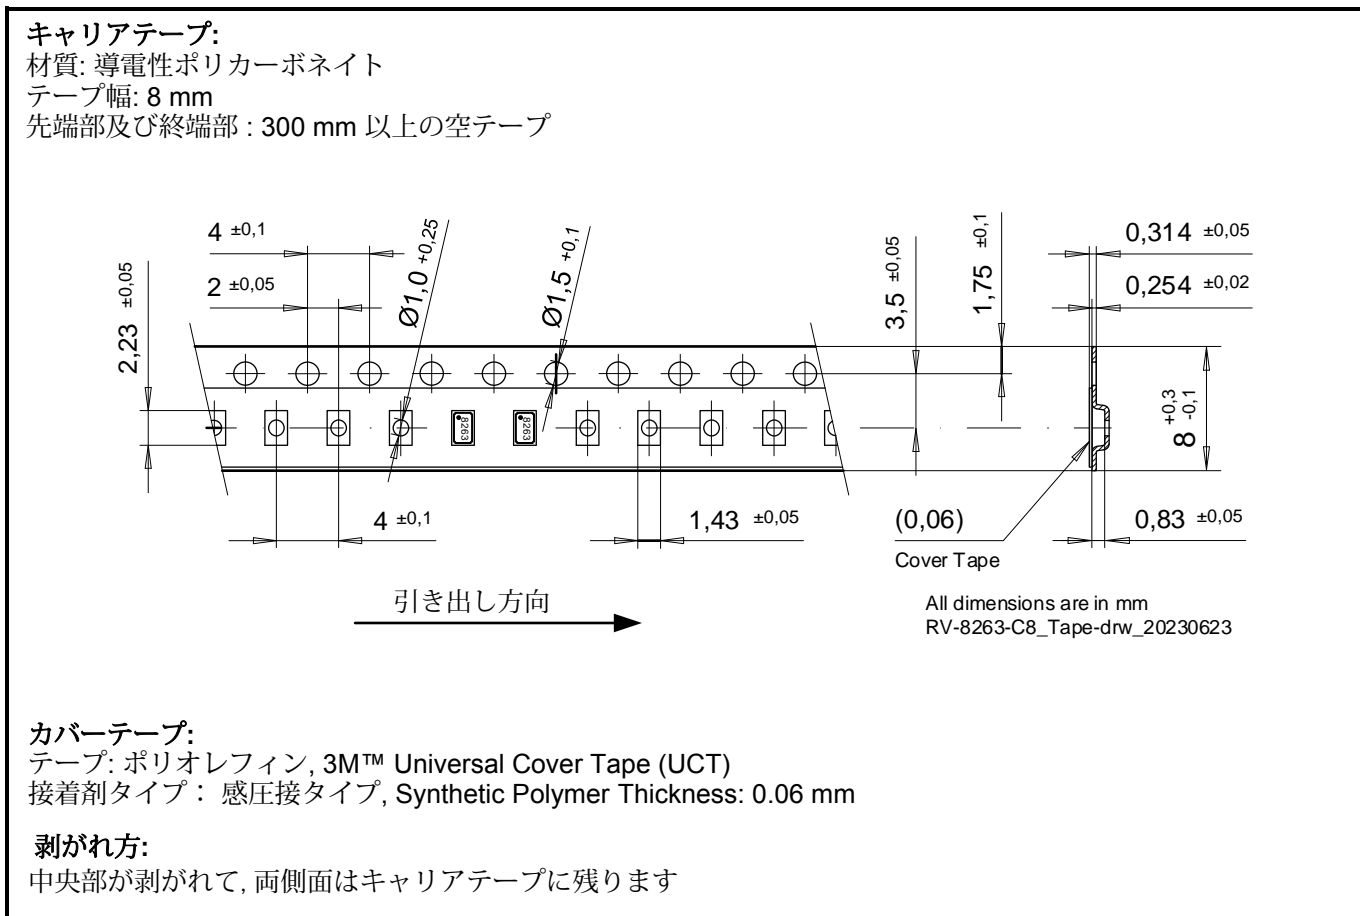 キャリアテープ:
材質: 導電性ポリカーボネイト
テープ幅: 8 mm
先端部及び終端部 : 300 mm 以上の空テープ
4 ±0,1
2 ±0,05
2,23 ±0,05
Ø1,0 +0,25
Ø1,5 +0,1
3,5 ±0,05
1,75 ±0,1
0,314 ±0,05
0,254 ±0,02
8263
8263
8 +0,3 -0,1
4 ±0,1
1,43 ±0,05
(0,06)
Cover Tape
0,83 ±0,05
引き出し方向
All dimensions are in mm
RV-8263-C8_Tape-drw_20230623
カバーテープ:
テープ: ポリオレフィン, 3M™ Universal Cover Tape (UCT)
接着剤タイプ： 感圧接タイプ, Synthetic Polymer Thickness: 0.06 mm
剥がれ方:
中央部が剥がれて, 両側面はキャリアテープに残ります